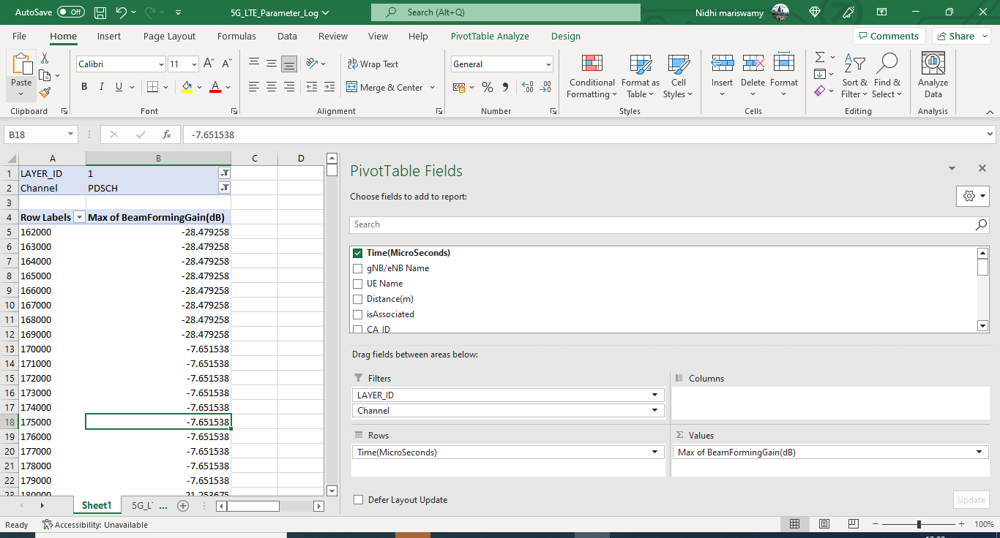 AutoSave Off 5G_LTE_Parameter_Log Search (Alt+Q) Nidhi mariswamy
File Home Insert Page Layout Formulas Data Review View Help PivotTable Analyze Design Comments Share
Calibri 11 Wrap Text General
Paste B I U Merge & Center
Conditional Formatting Format as Table Cell Styles Insert Delete Format Sort & Filter Find & Select Analyze Data
Clipboard Font Alignment Number Styles Cells Editing Analysis
B18 fx -7.651538
A B C D
1 LAYER_ID 1
2 Channel PDSCH
3
4 Row Labels Max of BeamFormingGain(dB)
5 162000 -28.479258
6 163000 -28.479258
7 164000 -28.479258
8 165000 -28.479258
9 166000 -28.479258
10 167000 -28.479258
11 168000 -28.479258
12 169000 -28.479258
13 170000 -7.651538
14 171000 -7.651538
15 172000 -7.651538
16 173000 -7.651538
17 174000 -7.651538
18 175000 -7.651538
19 176000 -7.651538
20 177000 -7.651538
21 178000 -7.651538
22 179000 -7.651538
PivotTable Fields
Choose fields to add to report:
Search
Time(MicroSeconds)
gNB/eNB Name
UE Name
Distance(m)
isAssociated
CA_ID
Drag fields between areas below:
Filters Columns
LAYER_ID
Channel
Rows Values
Time(MicroSeconds) Max of BeamFormingGain(dB)
Defer Layout Update Update
Sheet1 5G_L ...
Ready Accessibility: Unavailable 100%